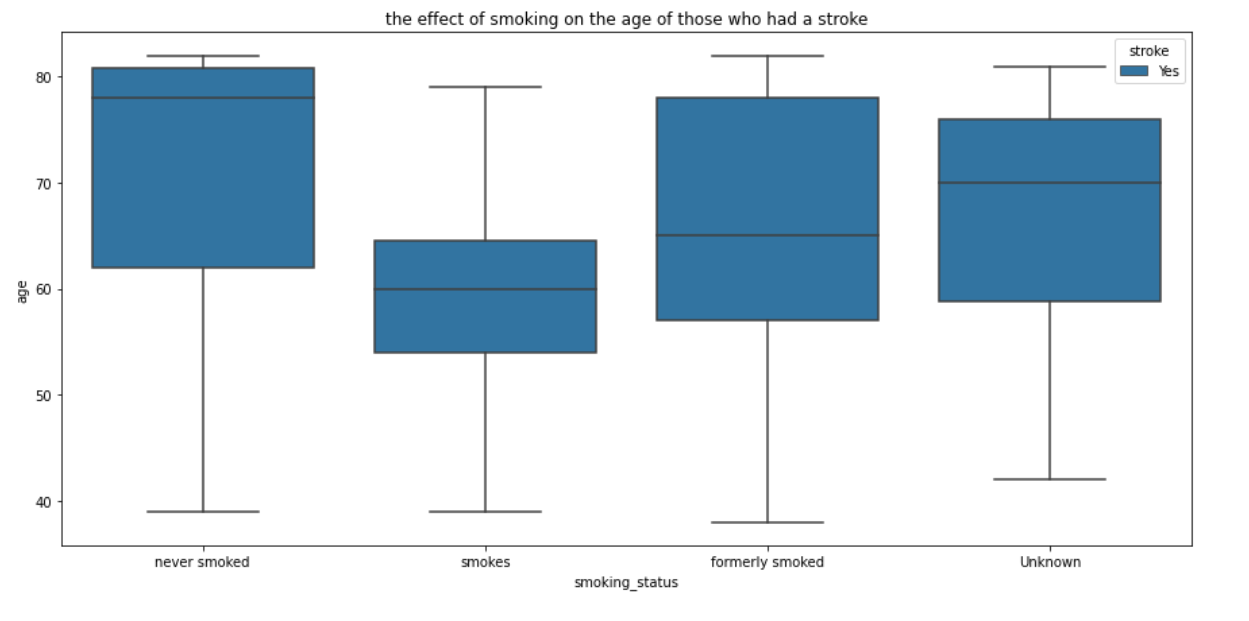 the effect of smoking on the age of those who had a stroke
stroke
Yes
80
70
60
50
40
age
never smoked
smokes
formerly smoked
Unknown
smoking_status